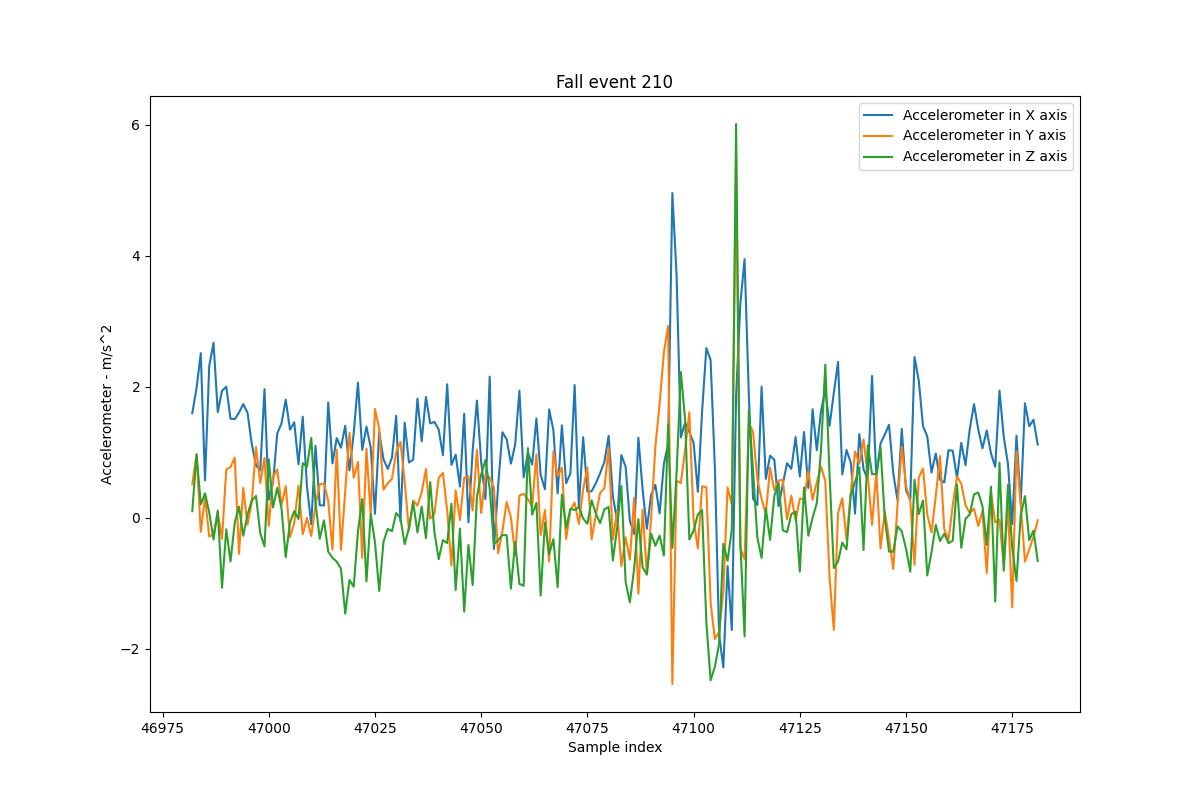 Fall event 210
Accelerometer in X axis
Accelerometer in Y axis
Accelerometer in Z axis
Accelerometer - m/s^2
6
4
2
0
−2
46975 47000 47025 47050 47075 47100 47125 47150 47175
Sample index